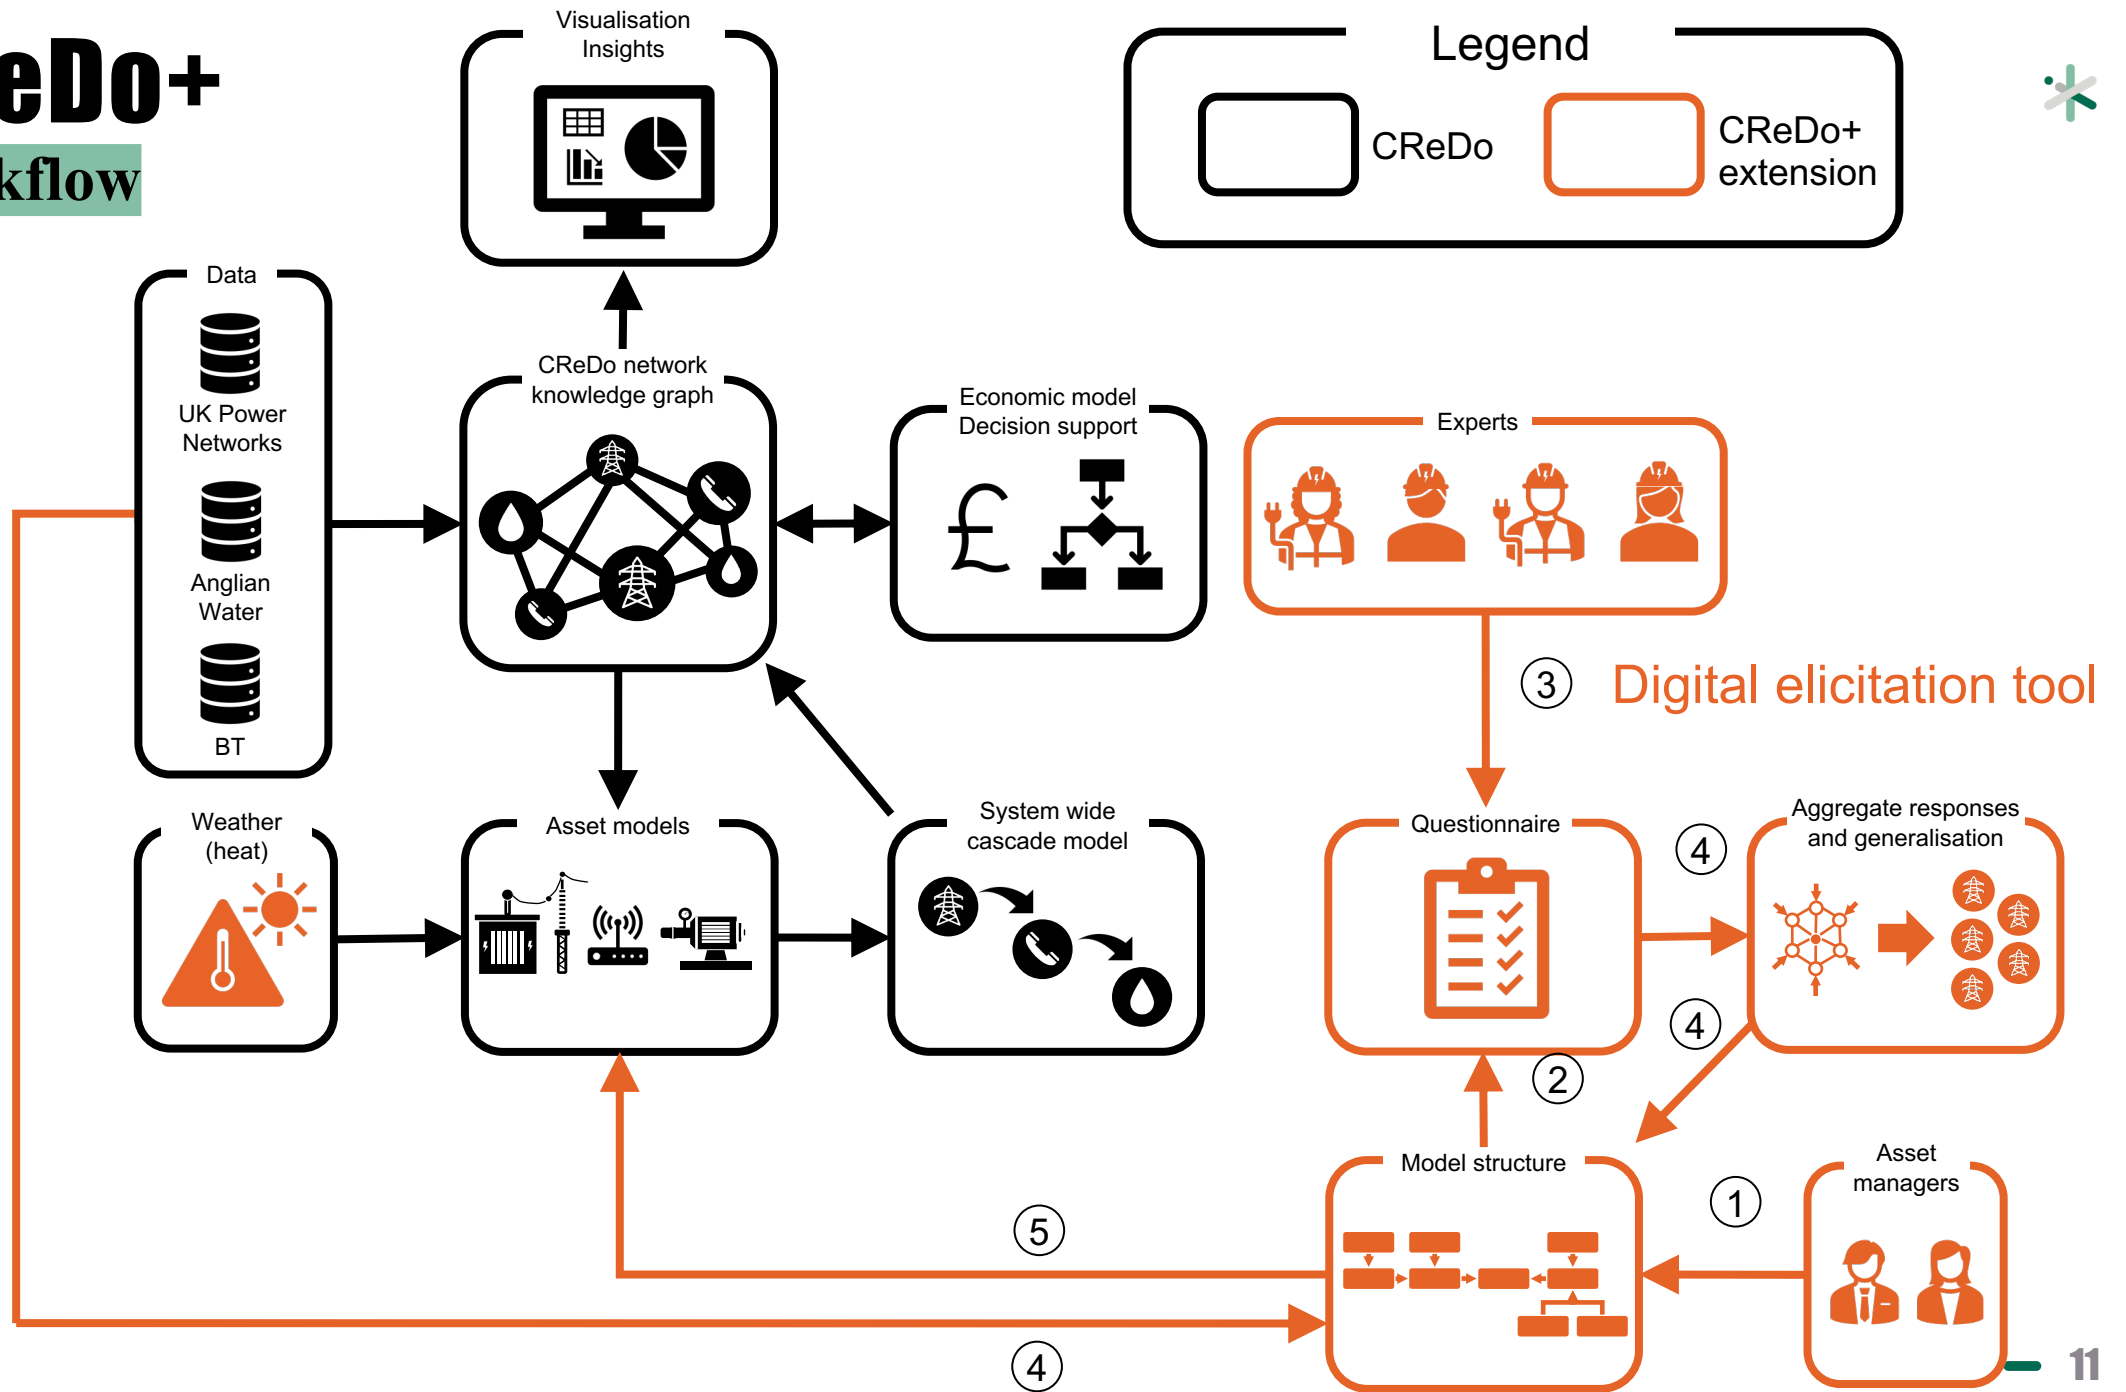 eDo+
kflow
Visualisation
Insights
Legend
CReDo
CReDo+
extension
Data
UK Power
Networks
Anglian
Water
BT
CReDo network
knowledge graph
Economic model
Decision support
£
Experts
3
Digital elicitation tool
Weather
(heat)
Asset models
System wide
cascade model
Questionnaire
4
Aggregate responses
and generalisation
4
2
Model structure
1
Asset
managers
5
4
11